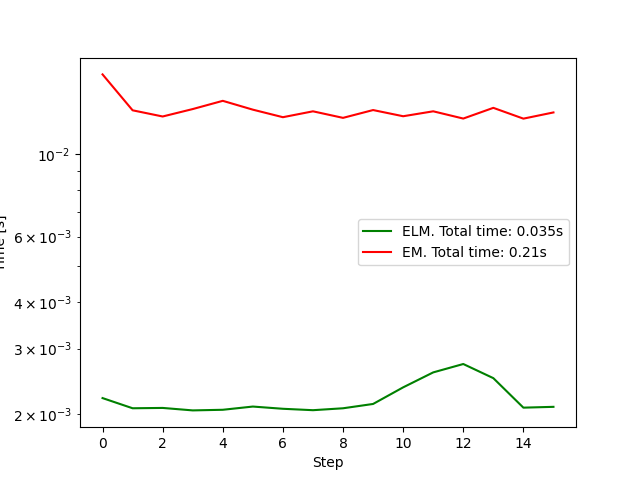 10⁻²
6 × 10⁻³
4 × 10⁻³
3 × 10⁻³
2 × 10⁻³
ELM. Total time: 0.035s
EM. Total time: 0.21s
0 2 4 6 8 10 12 14
Step